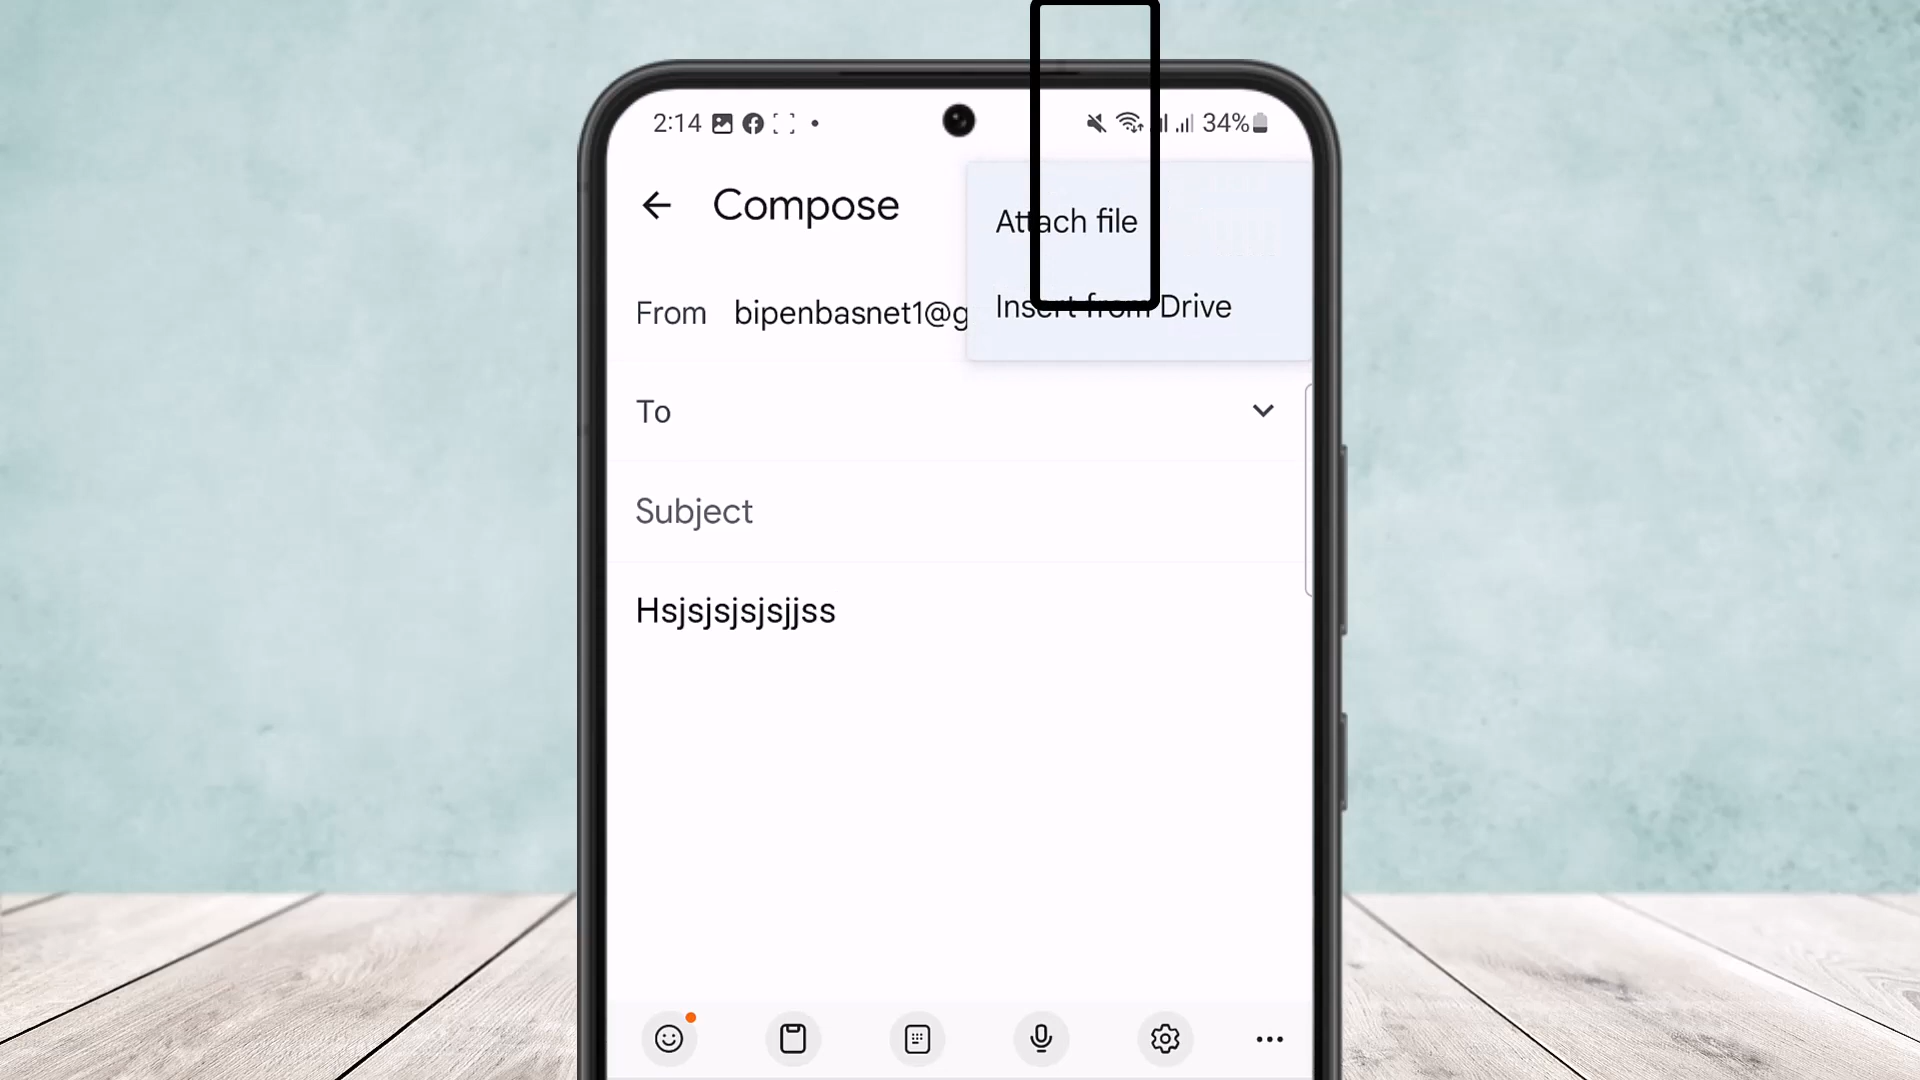 2:14
34%
Compose
Attach file
Insert from Drive
From bipenbasnet1@g
To
Subject
Hsjsjsjsjsjjss